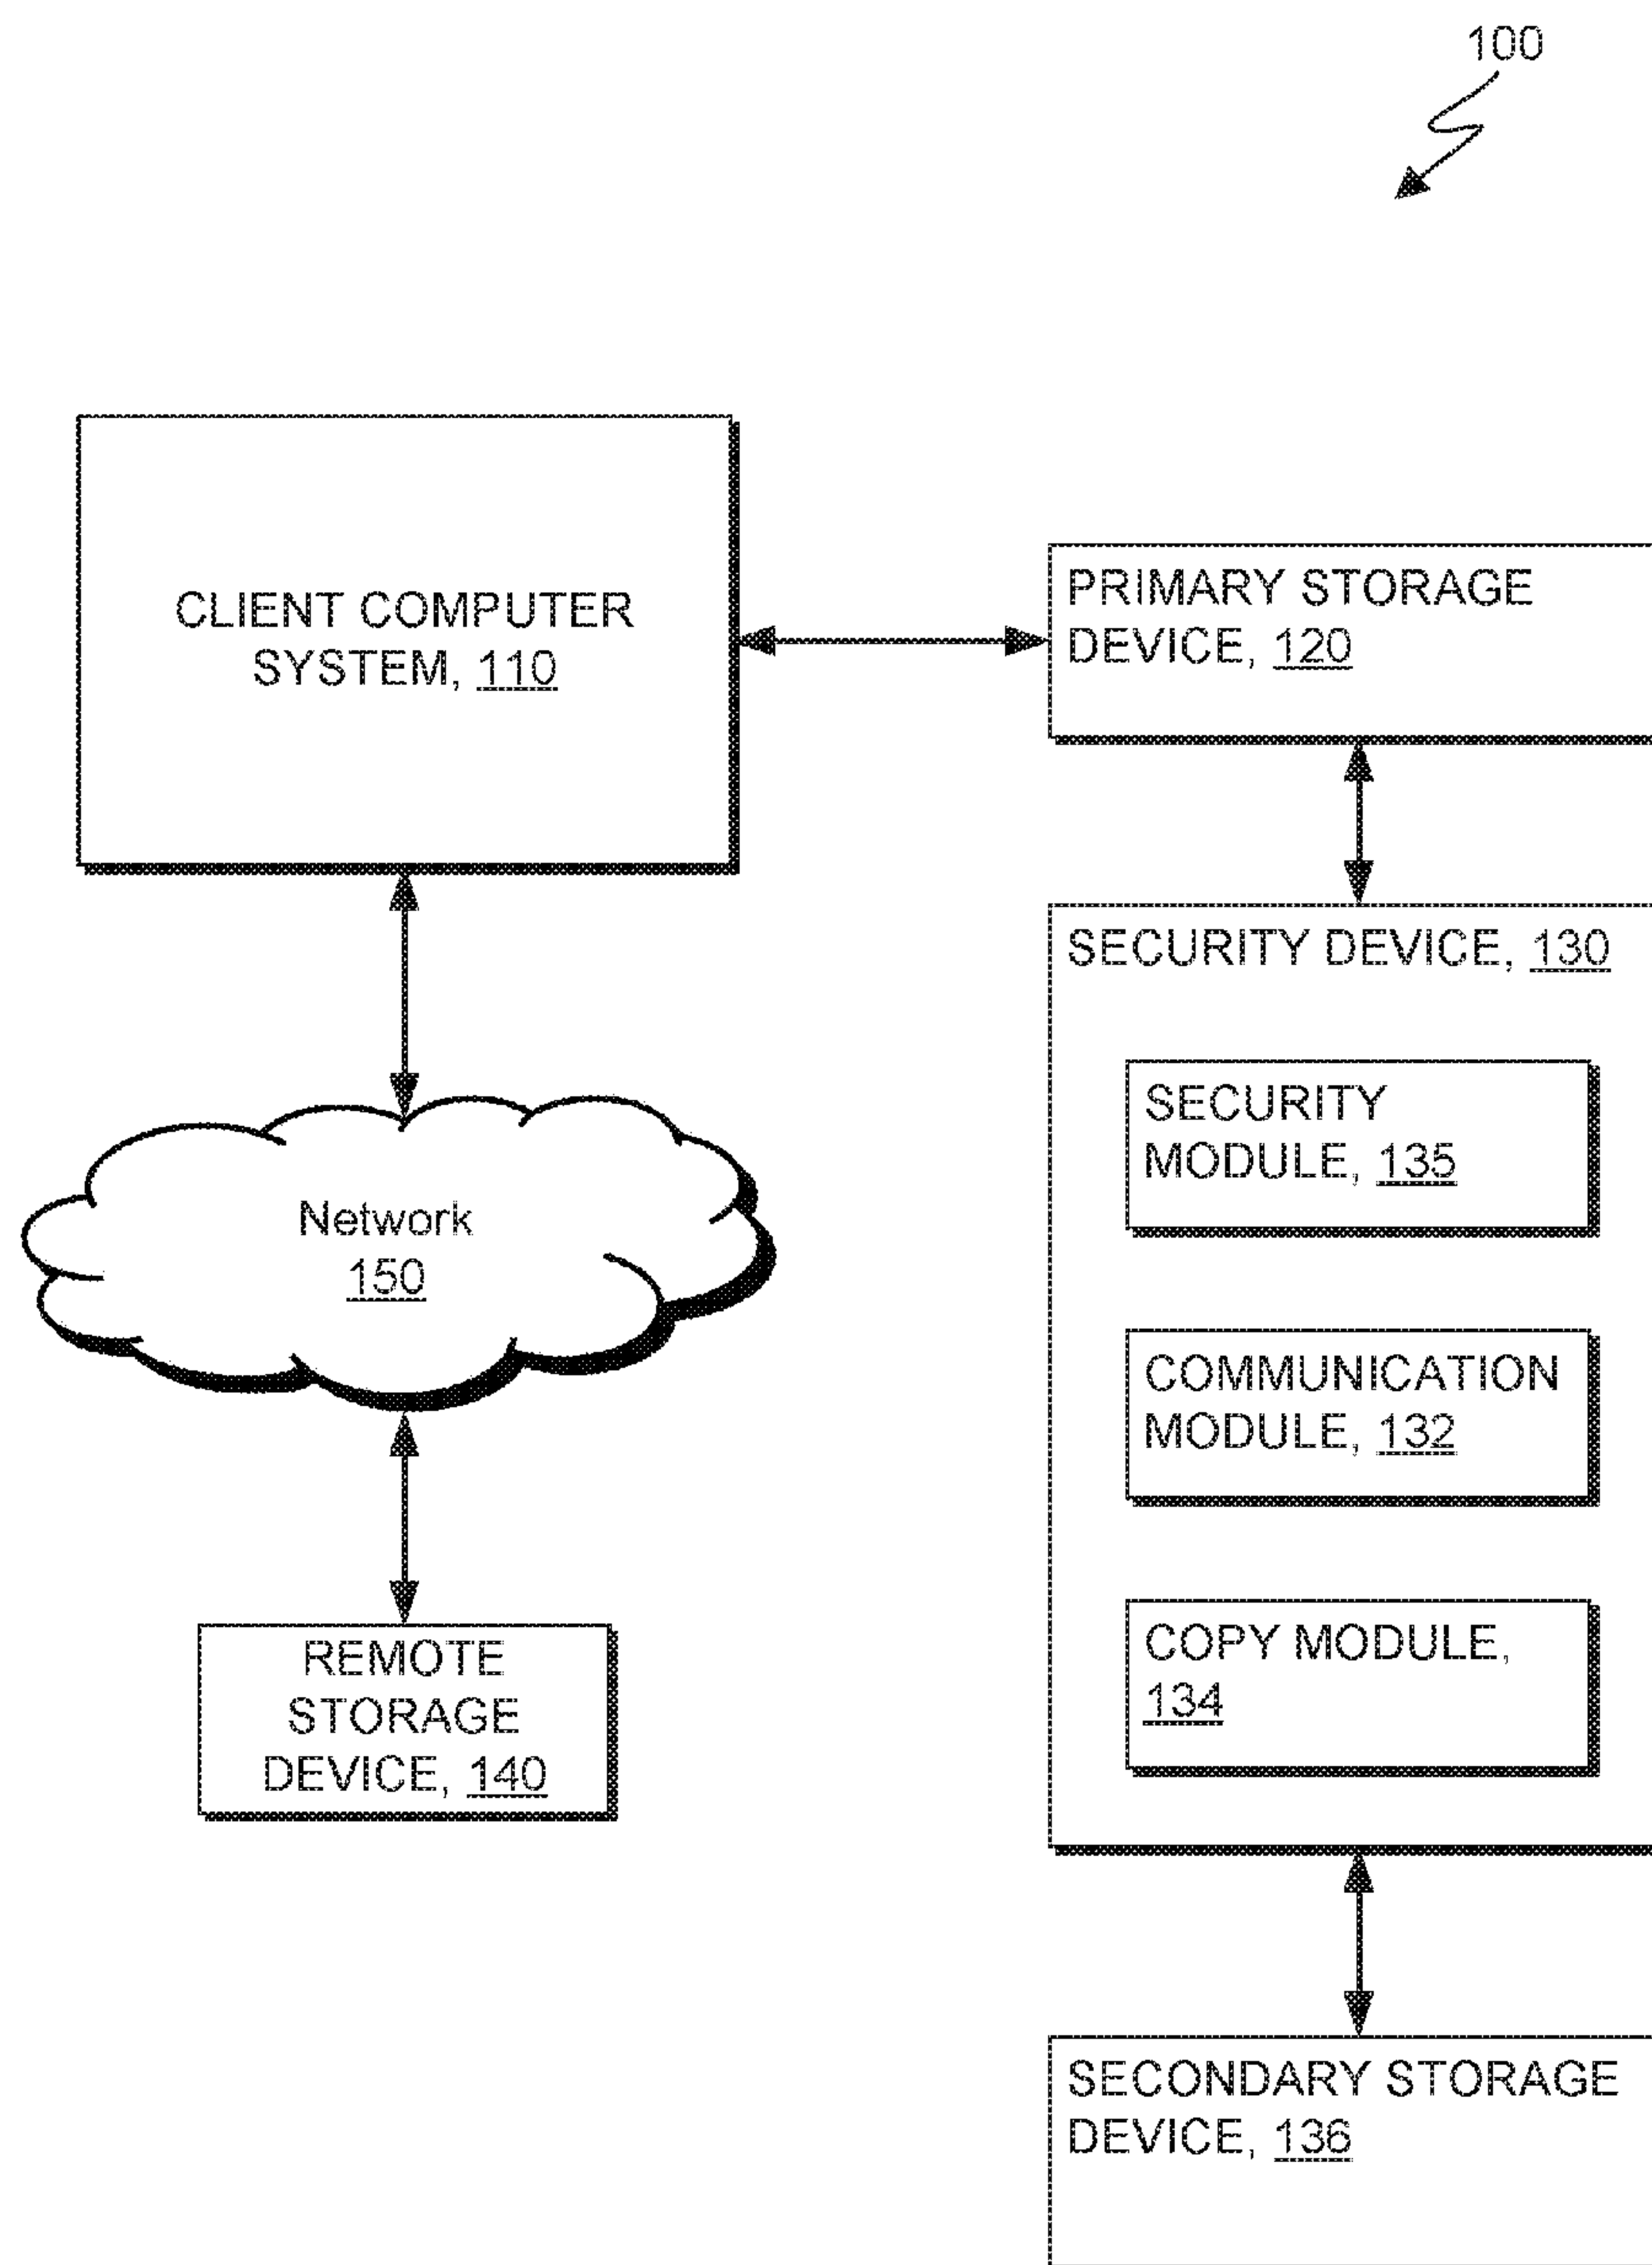 100
CLIENT COMPUTER
SYSTEM, 110
PRIMARY STORAGE
DEVICE, 120
SECURITY DEVICE, 130
SECURITY
MODULE, 135
COMMUNICATION
MODULE, 132
COPY MODULE,
134
Network
150
REMOTE
STORAGE
DEVICE, 140
SECONDARY STORAGE
DEVICE, 136